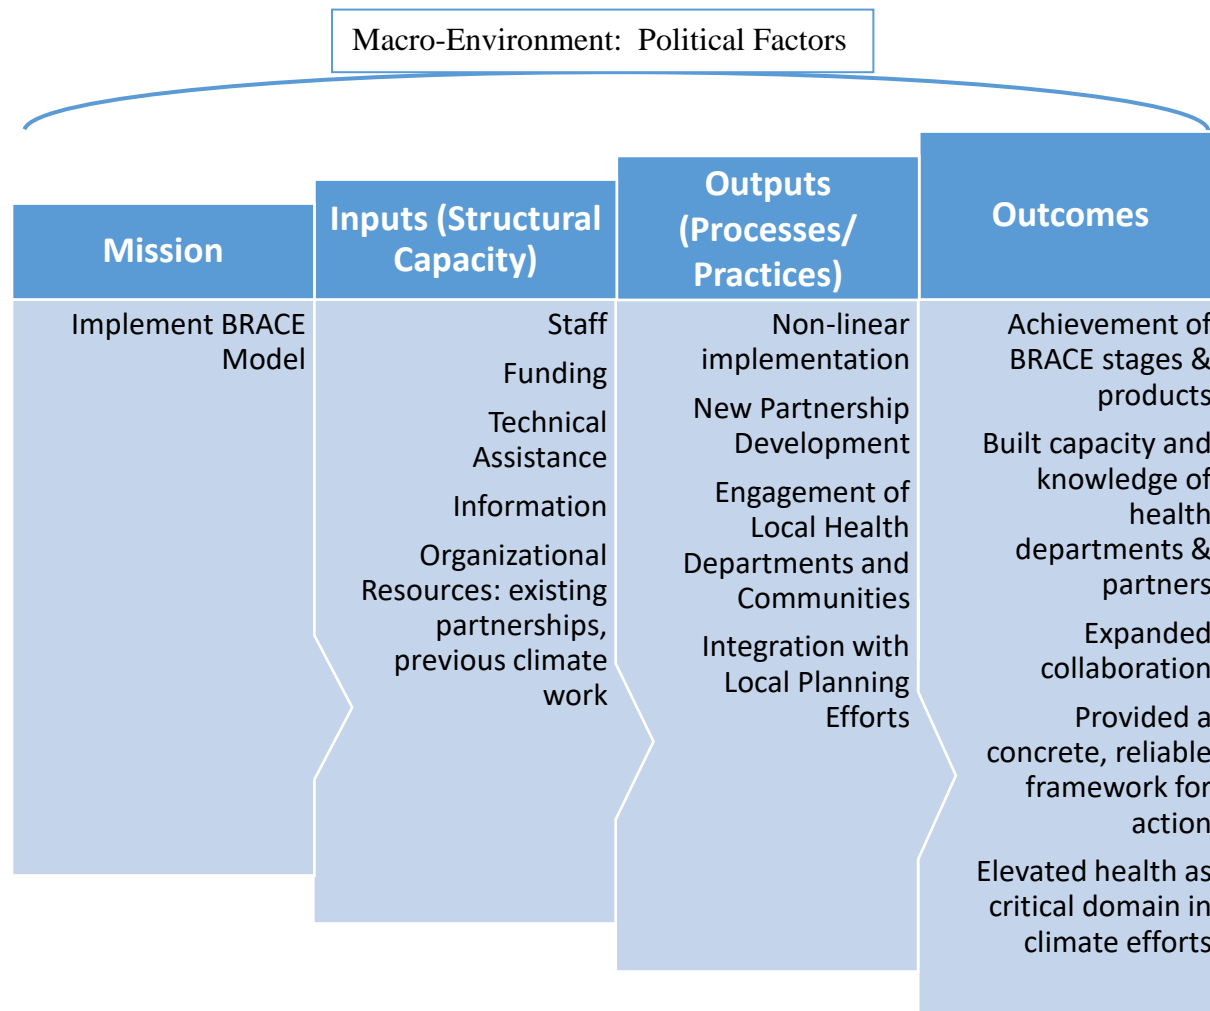 Macro-Environment:  Political Factors
Mission
Implement BRACE
Model
Inputs (Structural
Capacity)
Staff
Funding
Technical
Assistance
Information
Organizational
Resources: existing
partnerships,
previous climate
work
Outputs
(Processes/
Practices)
Non-linear
implementation
New Partnership
Development
Engagement of
Local Health
Departments and
Communities
Integration with
Local Planning
Efforts
Outcomes
Achievement of
BRACE stages &
products
Built capacity and
knowledge of
health
departments &
partners
Expanded
collaboration
Provided a
concrete, reliable
framework for
action
Elevated health as
critical domain in
climate efforts